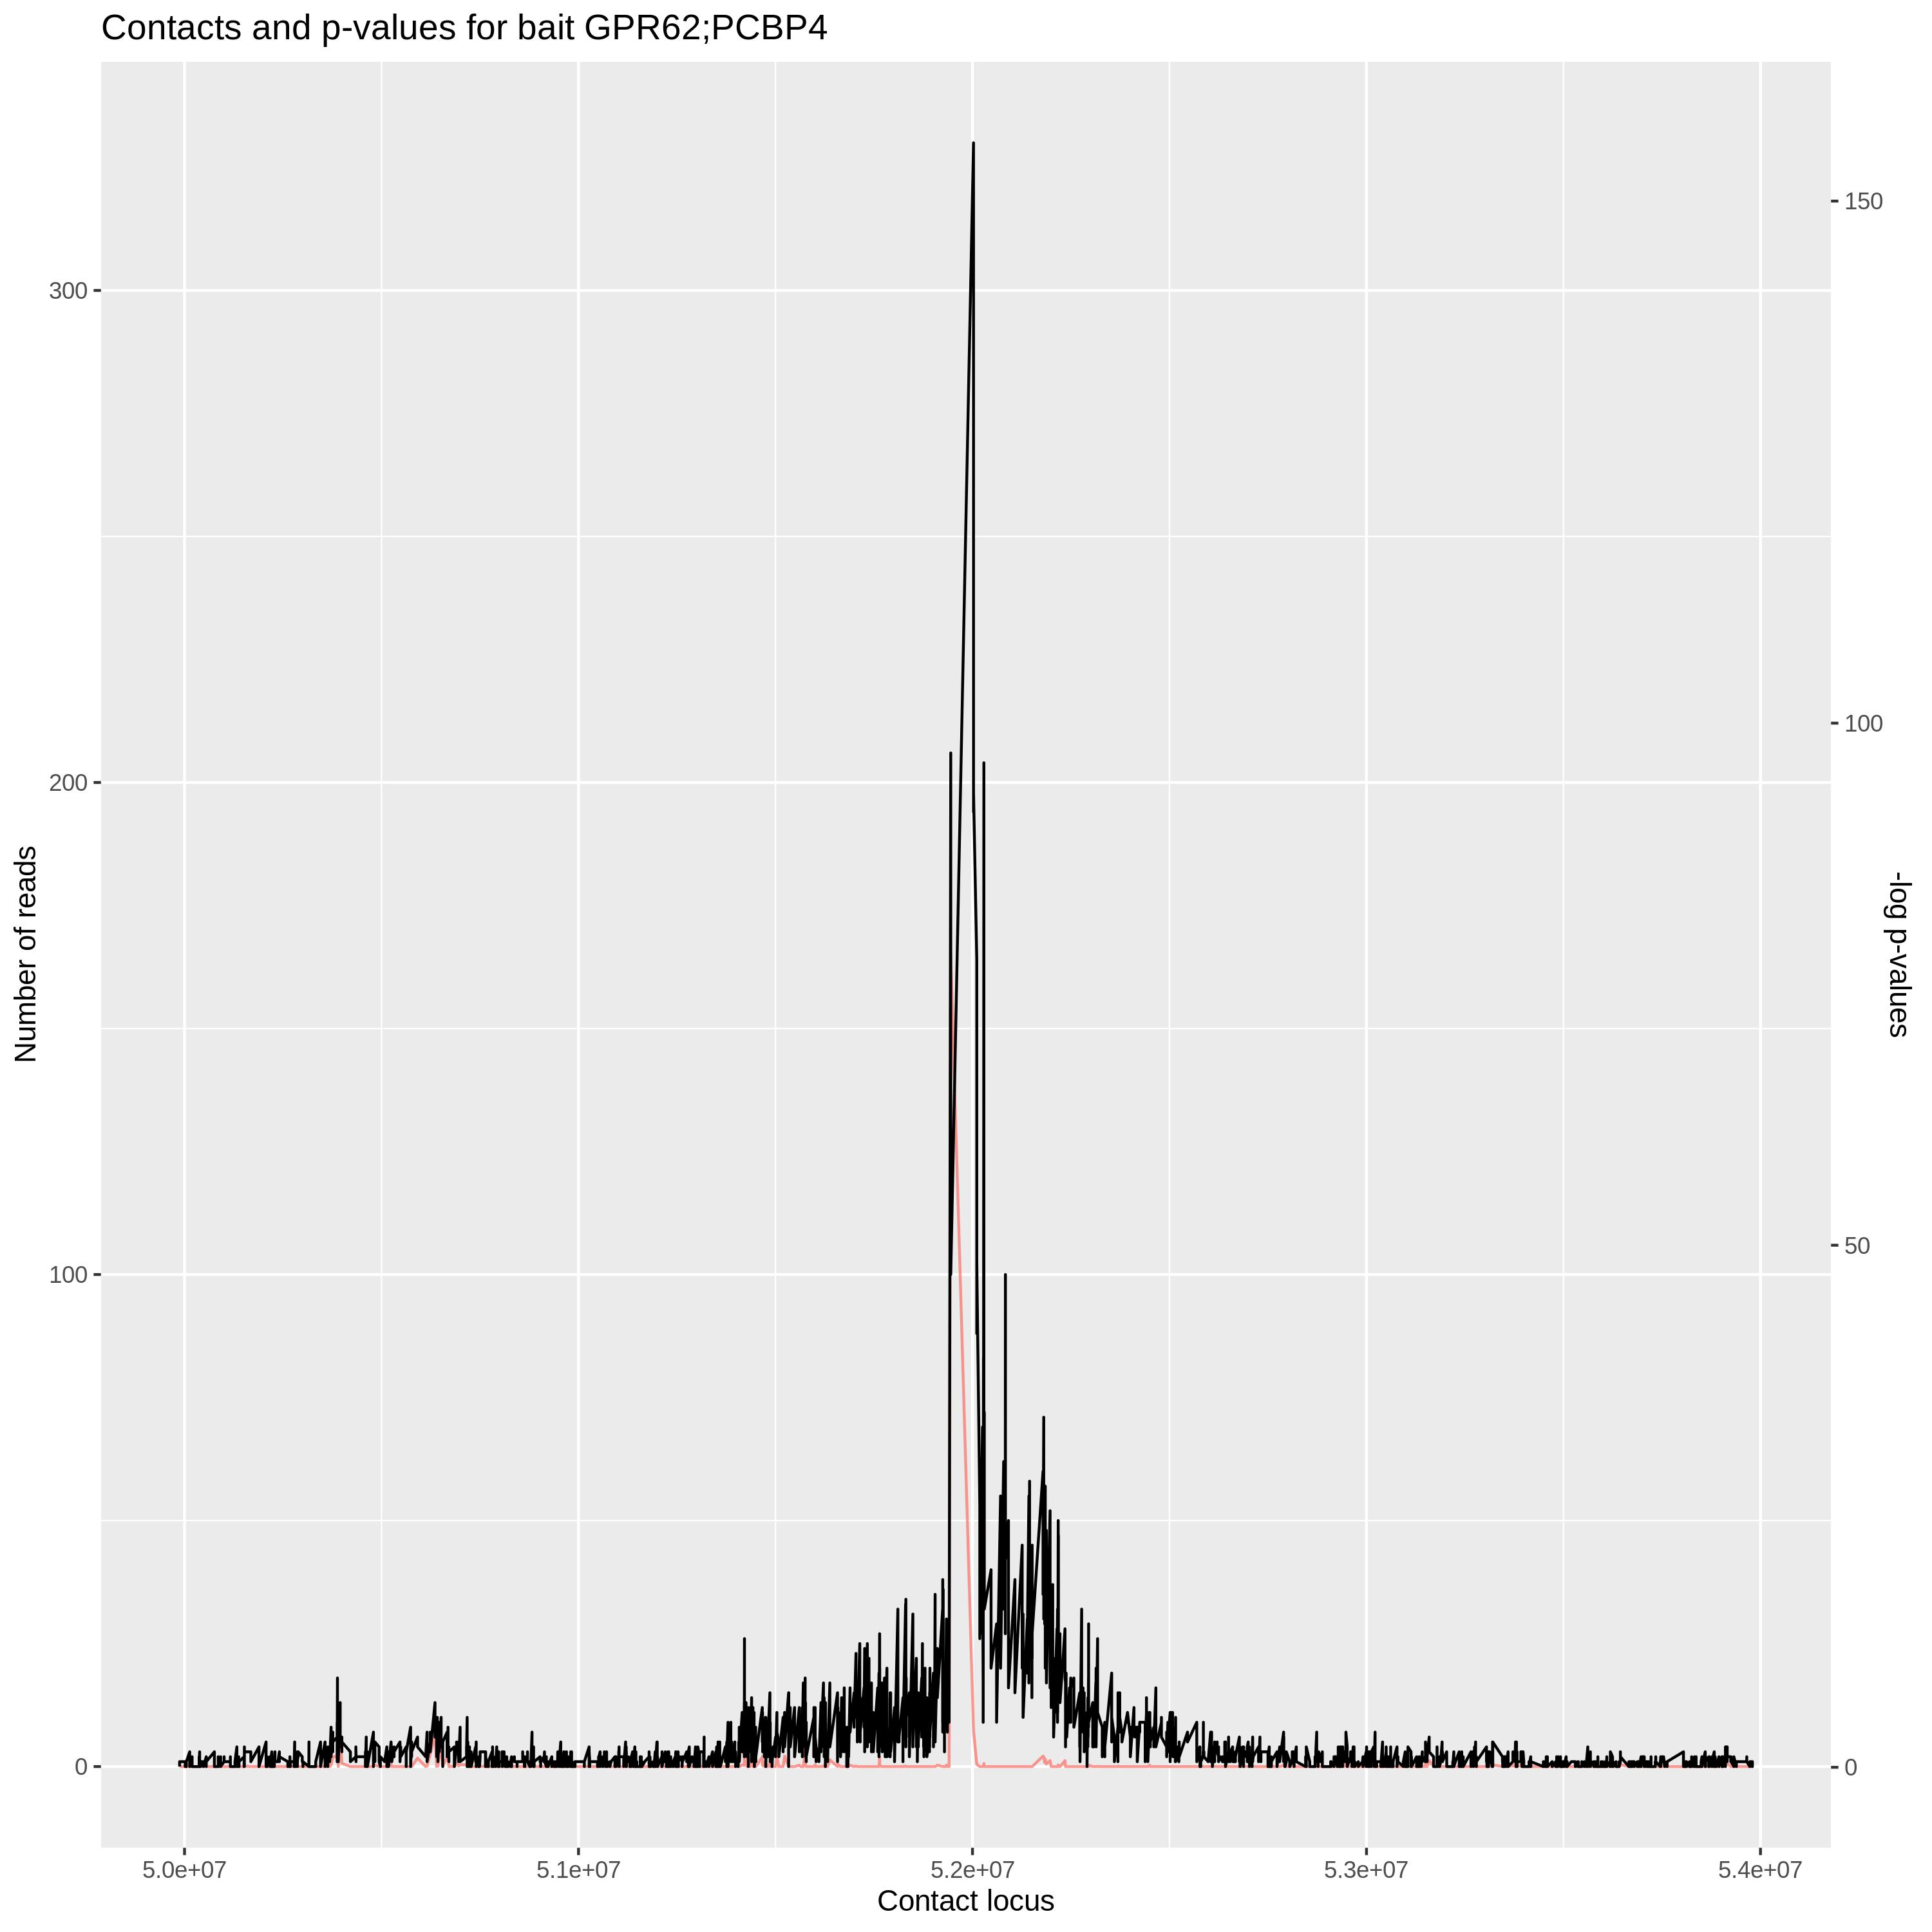 Contacts and p-values for bait GPR62;PCBP4
300
200
100
0
Number of reads
150
100
50
0
-log p-values
5.0e+07 5.1e+07 5.2e+07 5.3e+07 5.4e+07
Contact locus